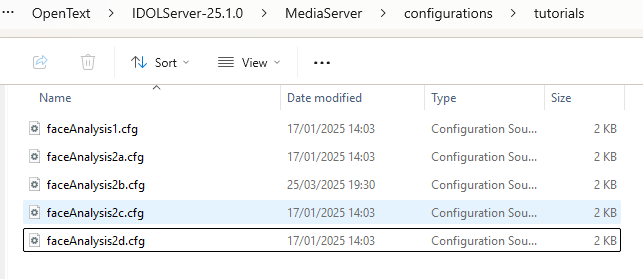 ... OpenText > IDOLServer-25.1.0 > MediaServer > configurations > tutorials
Sort View ...
Name Date modified Type Size
faceAnalysis1.cfg 17/01/2025 14:03 Configuration Sou... 2 KB
faceAnalysis2a.cfg 17/01/2025 14:03 Configuration Sou... 2 KB
faceAnalysis2b.cfg 25/03/2025 19:30 Configuration Sou... 2 KB
faceAnalysis2c.cfg 17/01/2025 14:03 Configuration Sou... 2 KB
faceAnalysis2d.cfg 17/01/2025 14:03 Configuration Sou... 2 KB